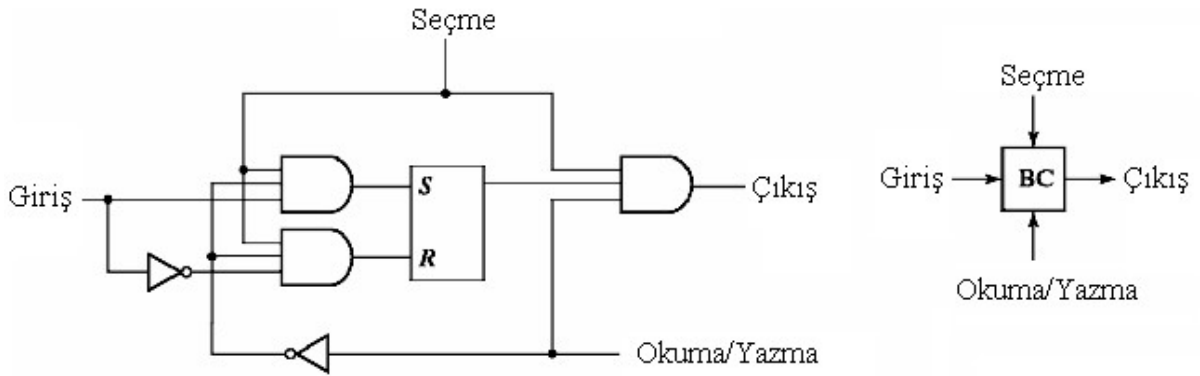 Seçme
Giriş
S
R
Çıkış
Okuma/Yazma
Seçme
Giriş
BC
Çıkış
Okuma/Yazma